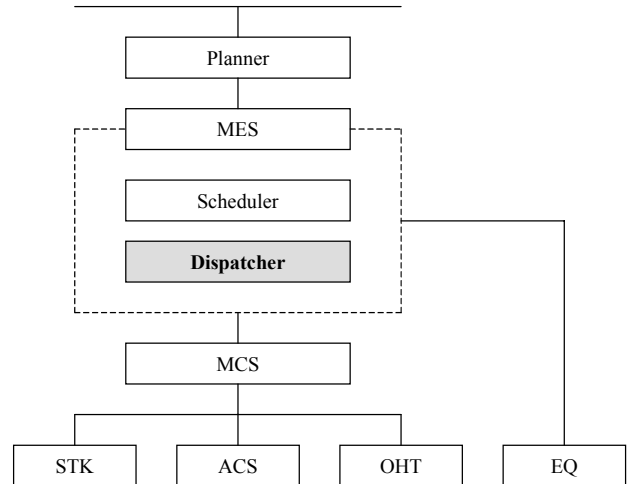 Planner
MES
Scheduler
Dispatcher
MCS
STK ACS OHT EQ